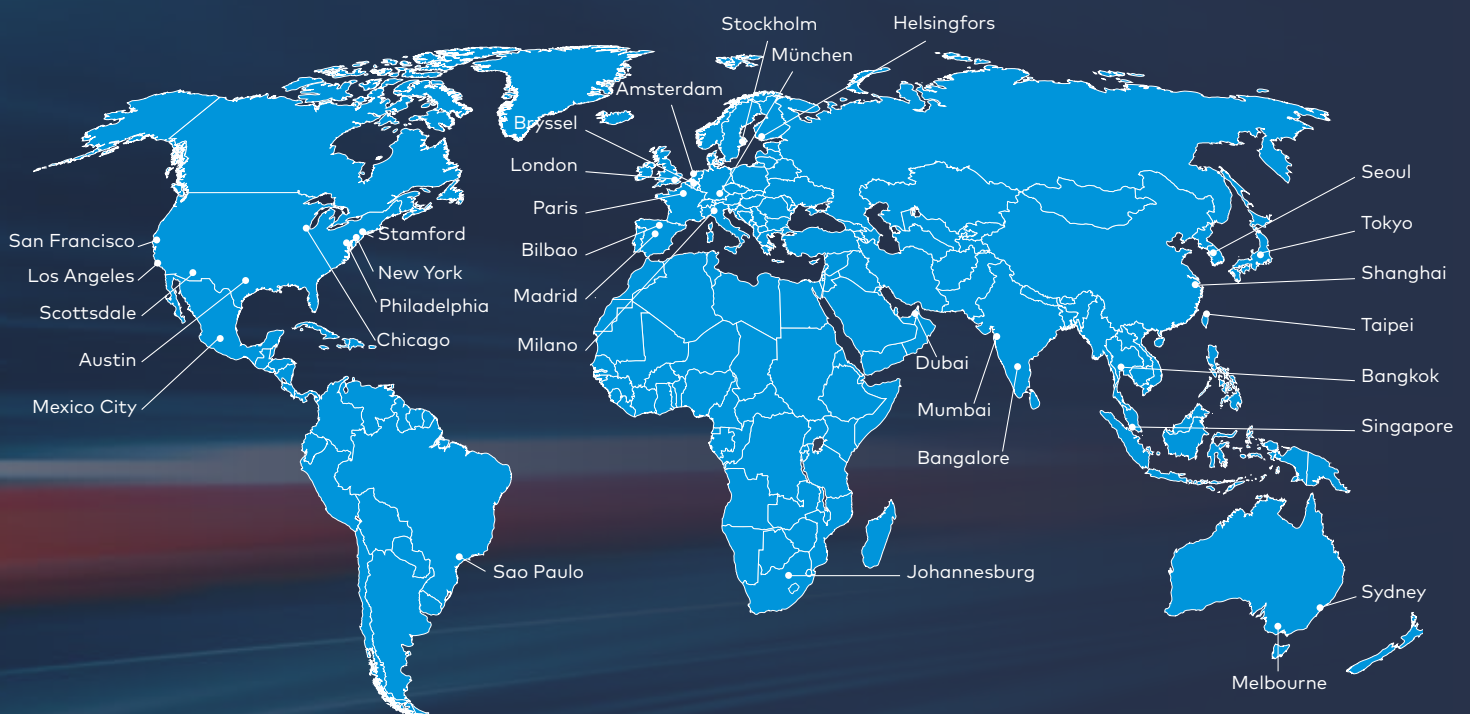 Stockholm
Helsingfors
München
Amsterdam
Bryssel
London
Paris
Bilbao
Madrid
Milano
San Francisco
Los Angeles
Scottsdale
Austin
Mexico City
Stamford
New York
Philadelphia
Chicago
Sao Paulo
Johannesburg
Dubai
Mumbai
Bangalore
Seoul
Tokyo
Shanghai
Taipei
Bangkok
Singapore
Sydney
Melbourne